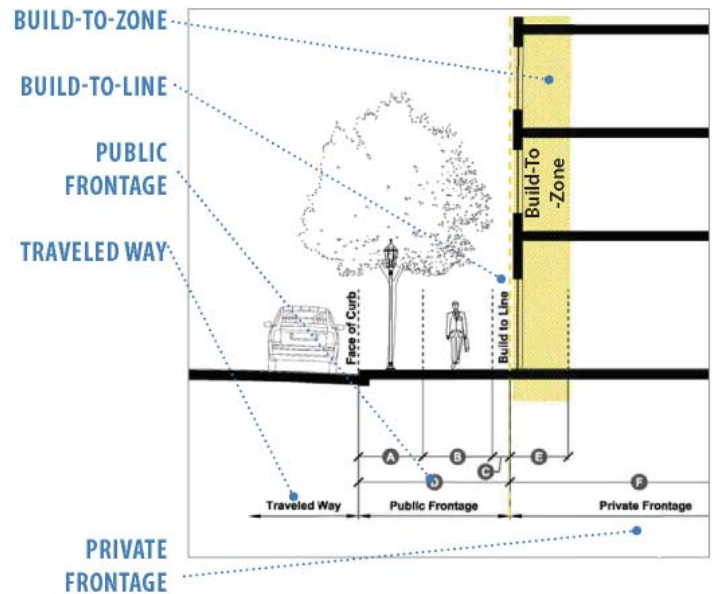 BUILD-TO-ZONE
BUILD-TO-LINE
PUBLIC
FRONTAGE
TRAVELED WAY
PRIVATE
FRONTAGE
Face of Curb
Build to Line
Build-To
-Zone
A
B
C
E
D
F
Traveled Way
Public Frontage
Private Frontage